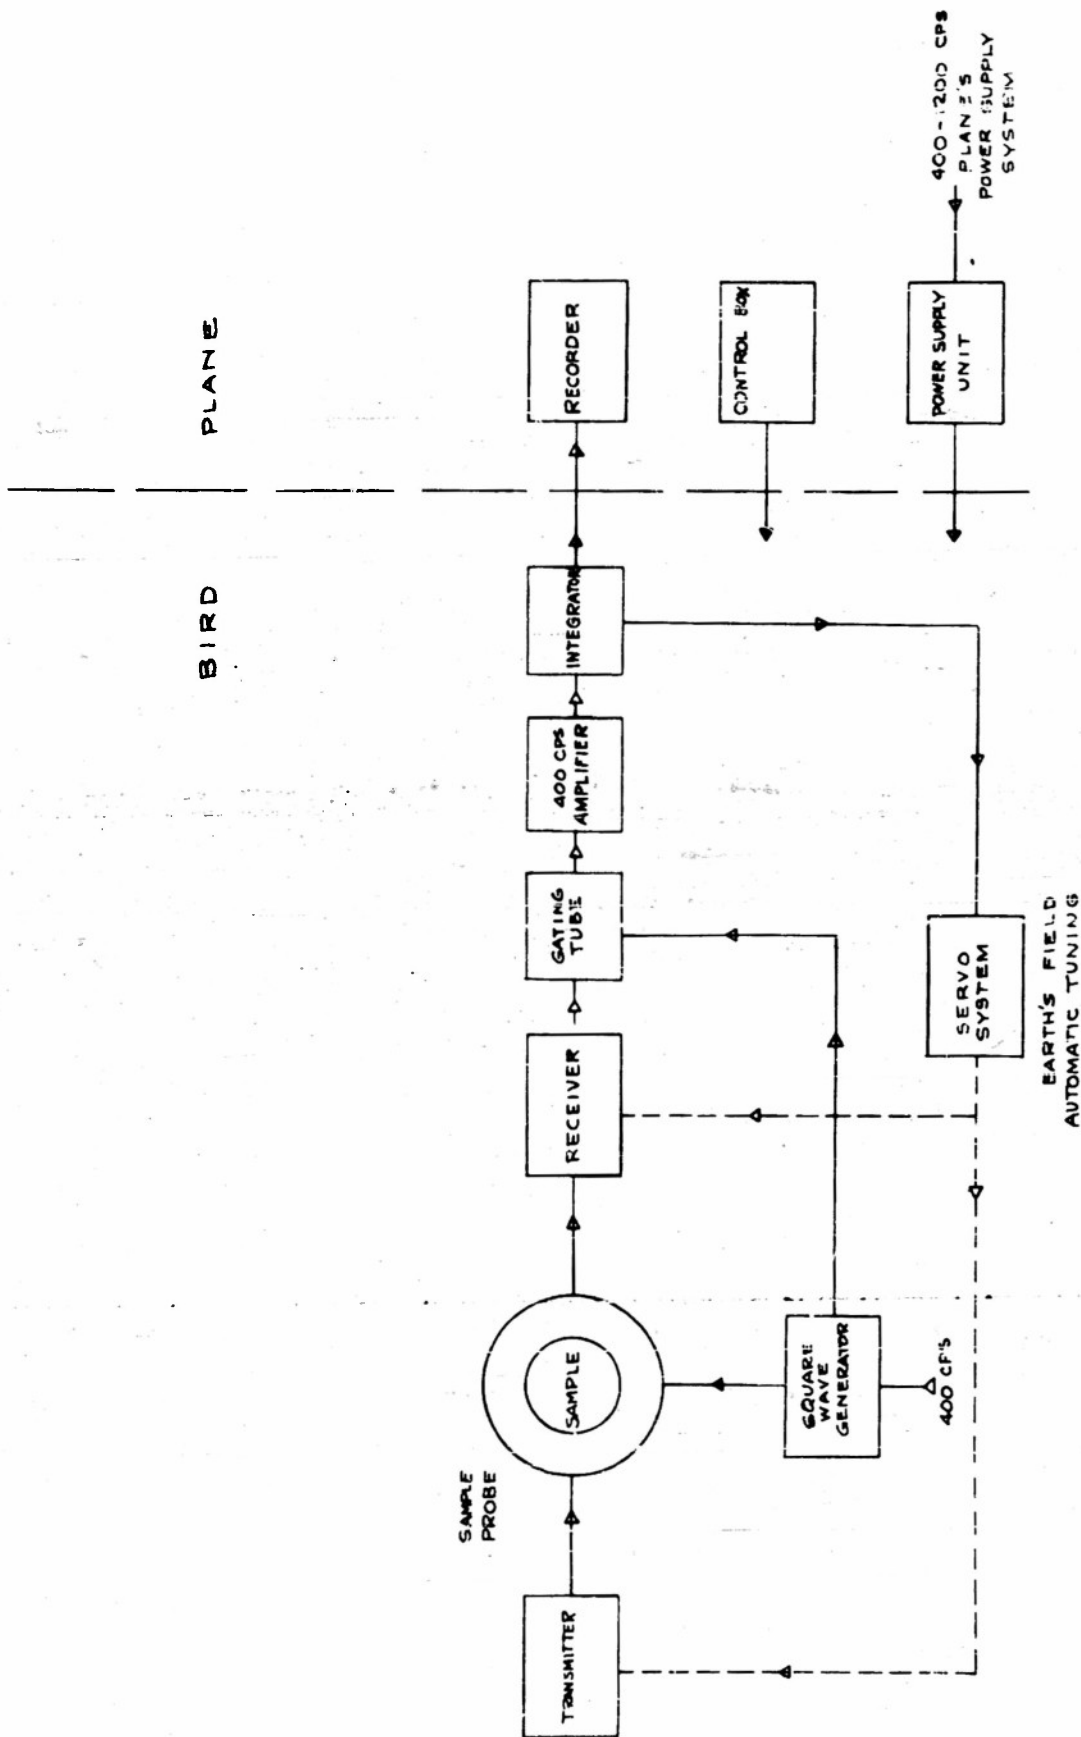 BIRD
PLANE
SAMPLE
PROBE
TRANSMITTER
SAMPLE
RECEIVER
GATING
TUBE
400 CPS
AMPLIFIER
INTEGRATOR
RECORDER
SQUARE
WAVE
GENERATOR
400 CPS
SERVO
SYSTEM
EARTH'S FIELD
AUTOMATIC TUNING
CONTROL BOX
POWER SUPPLY
UNIT
400-1200 CPS
PLANE'S
POWER SUPPLY
SYSTEM